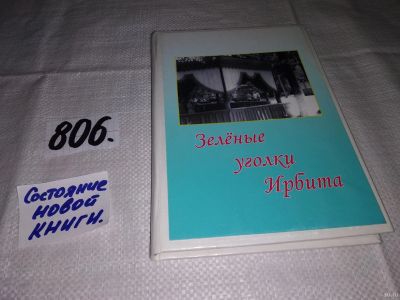 806.
Состояние
новой
книги.
Зелёные
уголки
Ирбита